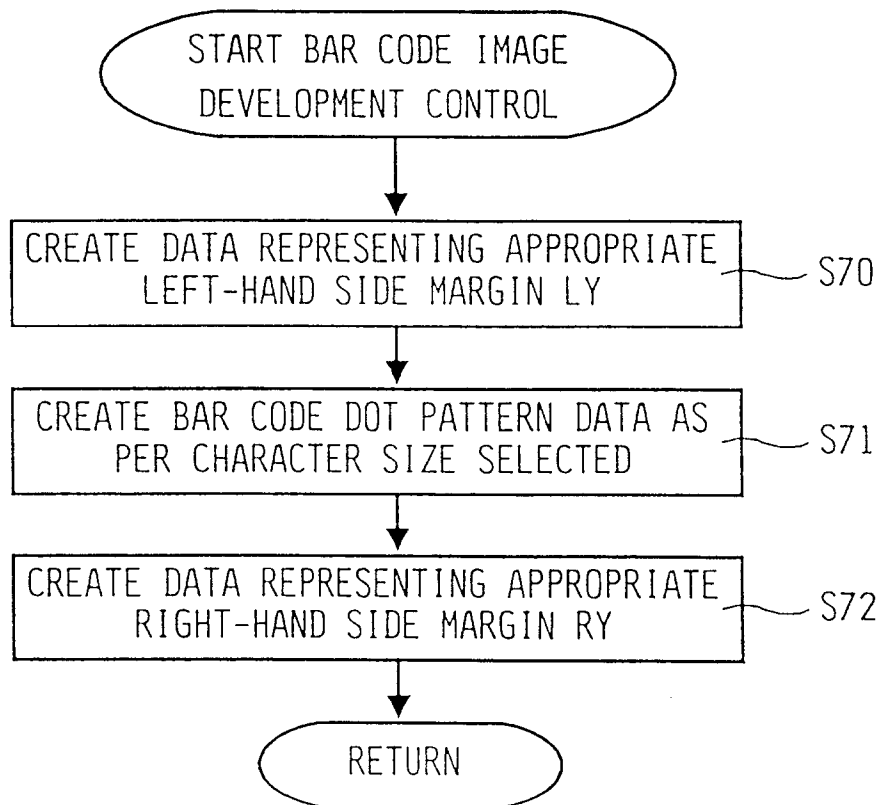 START BAR CODE IMAGE
DEVELOPMENT CONTROL
CREATE DATA REPRESENTING APPROPRIATE
LEFT-HAND SIDE MARGIN LY
S70
CREATE BAR CODE DOT PATTERN DATA AS
PER CHARACTER SIZE SELECTED
S71
CREATE DATA REPRESENTING APPROPRIATE
RIGHT-HAND SIDE MARGIN RY
S72
RETURN